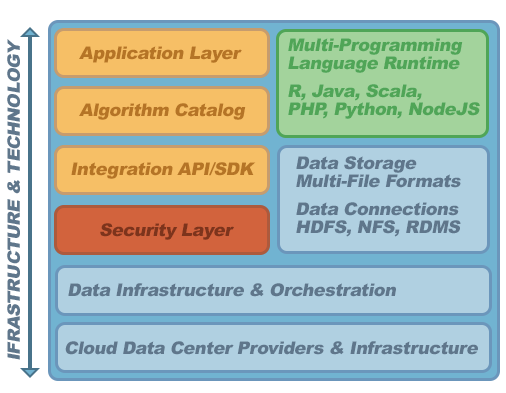 IFRASTRUCTURE & TECHNOLOGY
Application Layer
Algorithm Catalog
Integration API/SDK
Security Layer
Multi-Programming
Language Runtime
R, Java, Scala,
PHP, Python, NodeJS
Data Storage
Multi-File Formats
Data Connections
HDFS, NFS, RDMS
Data Infrastructure & Orchestration
Cloud Data Center Providers & Infrastructure